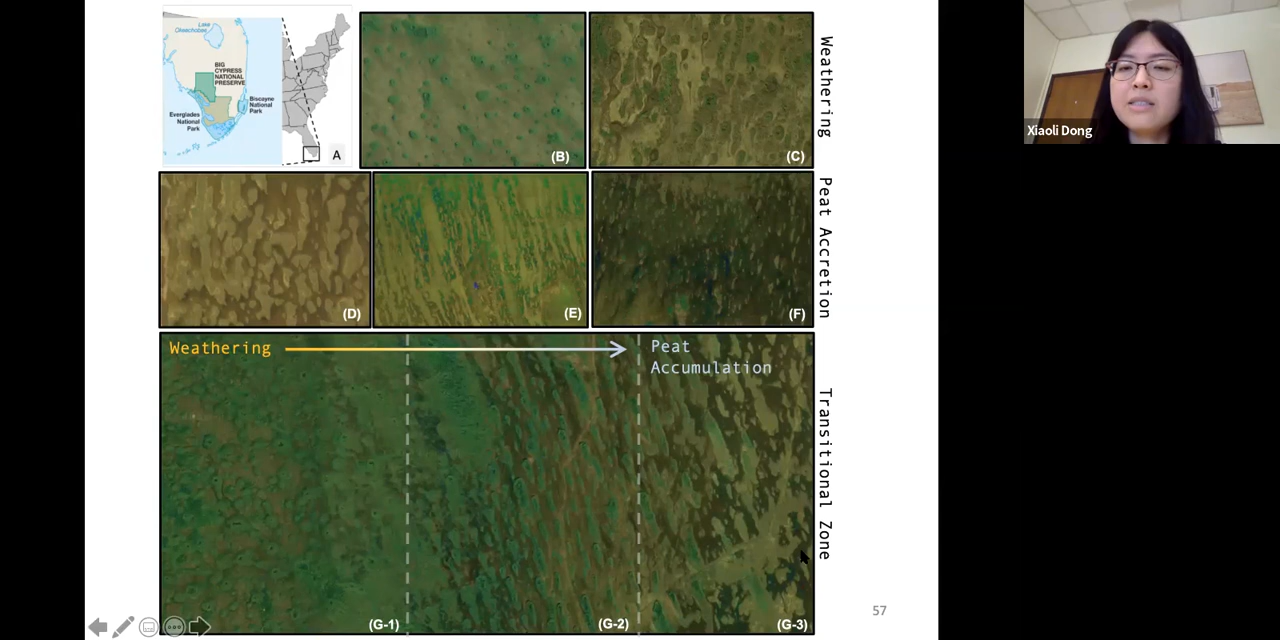 Lake
Okeechobee
BIG
CYPRESS
NATIONAL
PRESERVE
Biscayne
National
Park
Everglades
National
Park
A
(B)
(C)
Weathering
(D)
(E)
(F)
Peat Accretion
Weathering
Peat
Accumulation
(G-1)
(G-2)
(G-3)
Transitional Zone
57
Xiaoli Dong